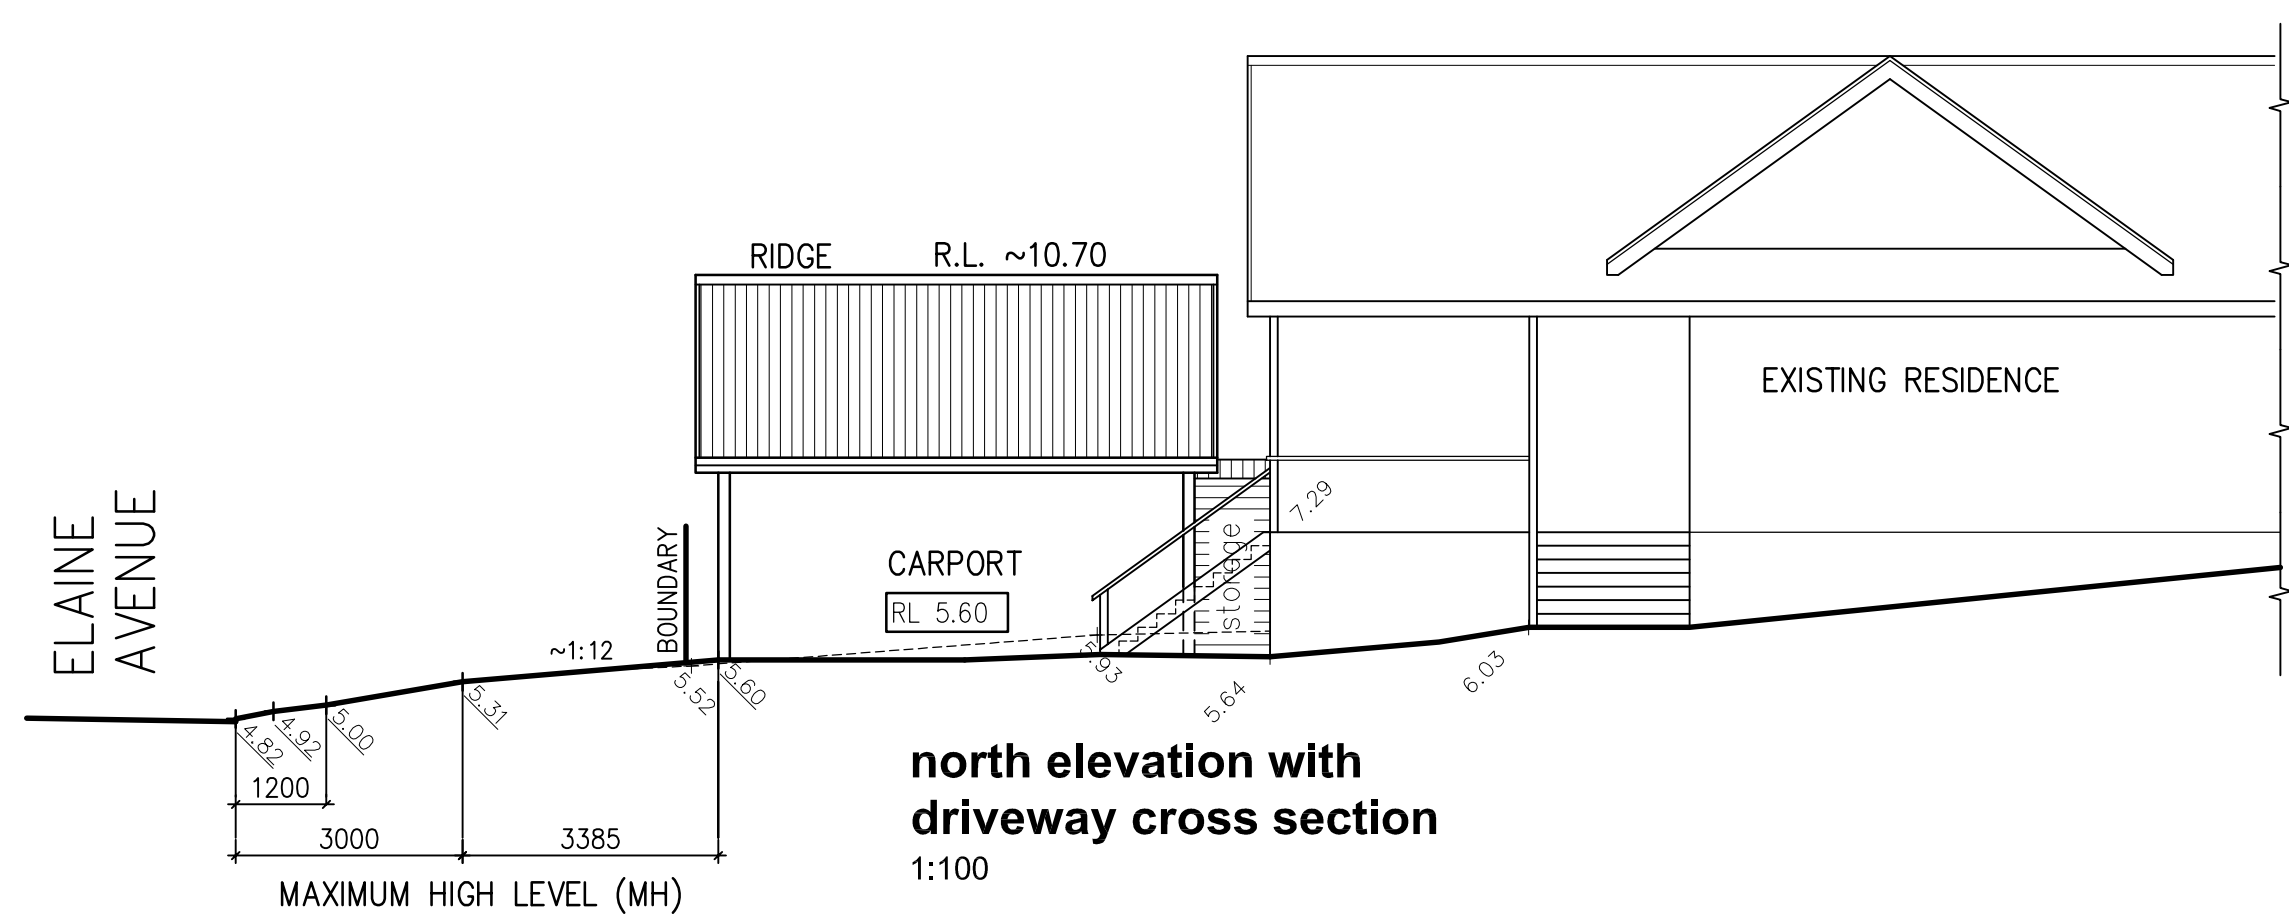 RIDGE R.L. ~10.70
EXISTING RESIDENCE
ELAINE
AVENUE
BOUNDARY
CARPORT
RL 5.60
storage
7.29
~1:12
4.82
4.92
5.00
5.31
5.52
5.60
5.93
5.64
6.03
1200
3000
3385
MAXIMUM HIGH LEVEL (MH)
north elevation with
driveway cross section
1:100